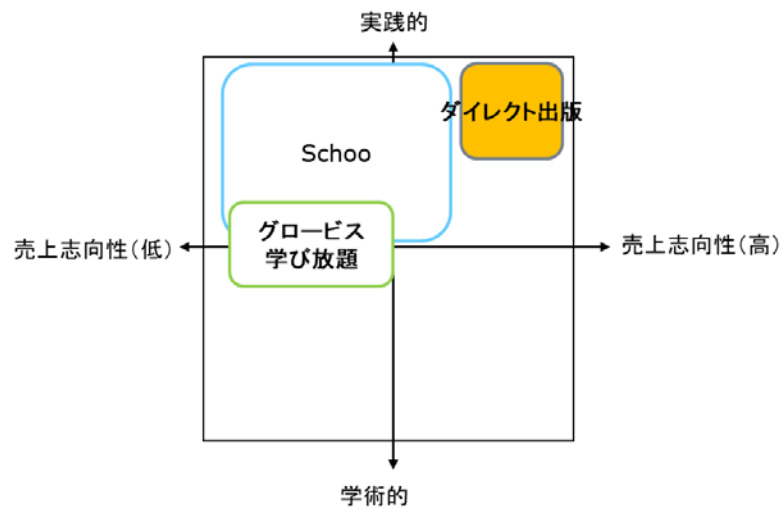 実践的
ダイレクト出版
Schoo
グロービス
学び放題
売上志向性(低)
売上志向性(高)
学術的